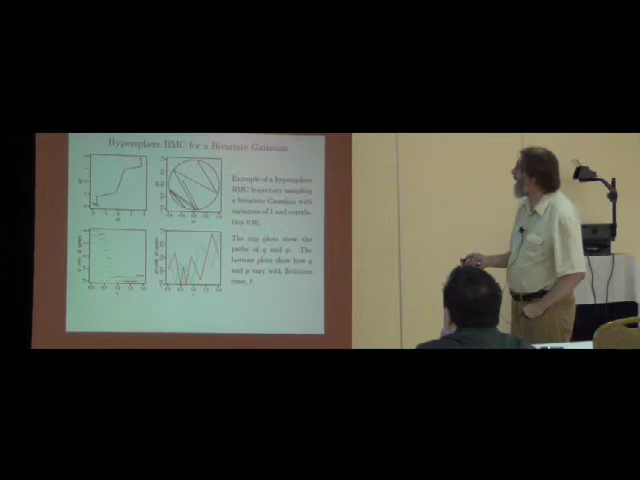 Hypersphere HMC for a Bivariate Gaussian
Example of a hypersphere
HMC trajectory sampling
a bivariate Gaussian with
variances of 1 and correla-
tion 0.95.
The top plots show the
paths of q and p. The
bottom plots show how q
and p vary with fictitious
time, t.